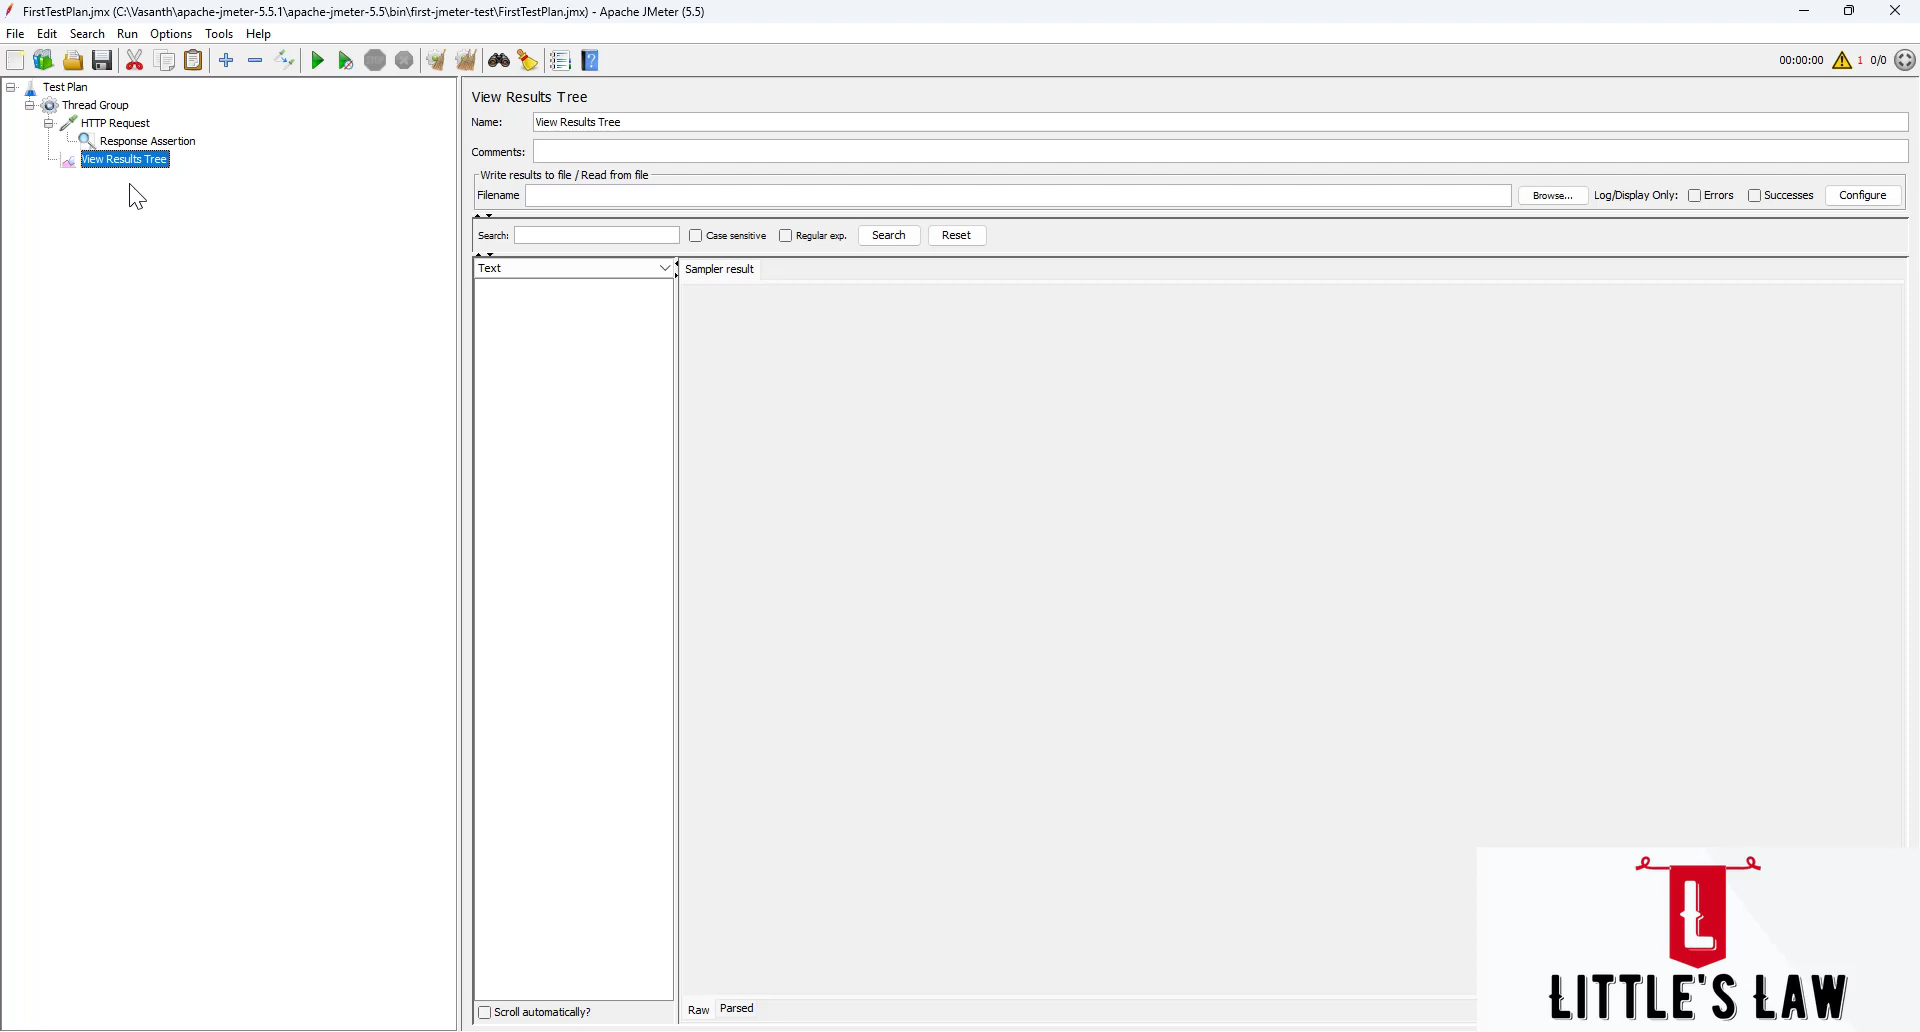 FirstTestPlan.jmx (C:\Vasanth\apache-jmeter-5.5.1\apache-jmeter-5.5\bin\first-jmeter-test\FirstTestPlan.jmx) - Apache JMeter (5.5)
File Edit Search Run Options Tools Help
00:00:00 1 0/0
Test Plan
Thread Group
HTTP Request
Response Assertion
View Results Tree
View Results Tree
Name: View Results Tree
Comments:
Write results to file / Read from file
Filename Browse... Log/Display Only: Errors Successes Configure
Search: Case sensitive Regular exp. Search Reset
Text
Sampler result
Scroll automatically?
Raw Parsed
L
LITTLE'S LAW